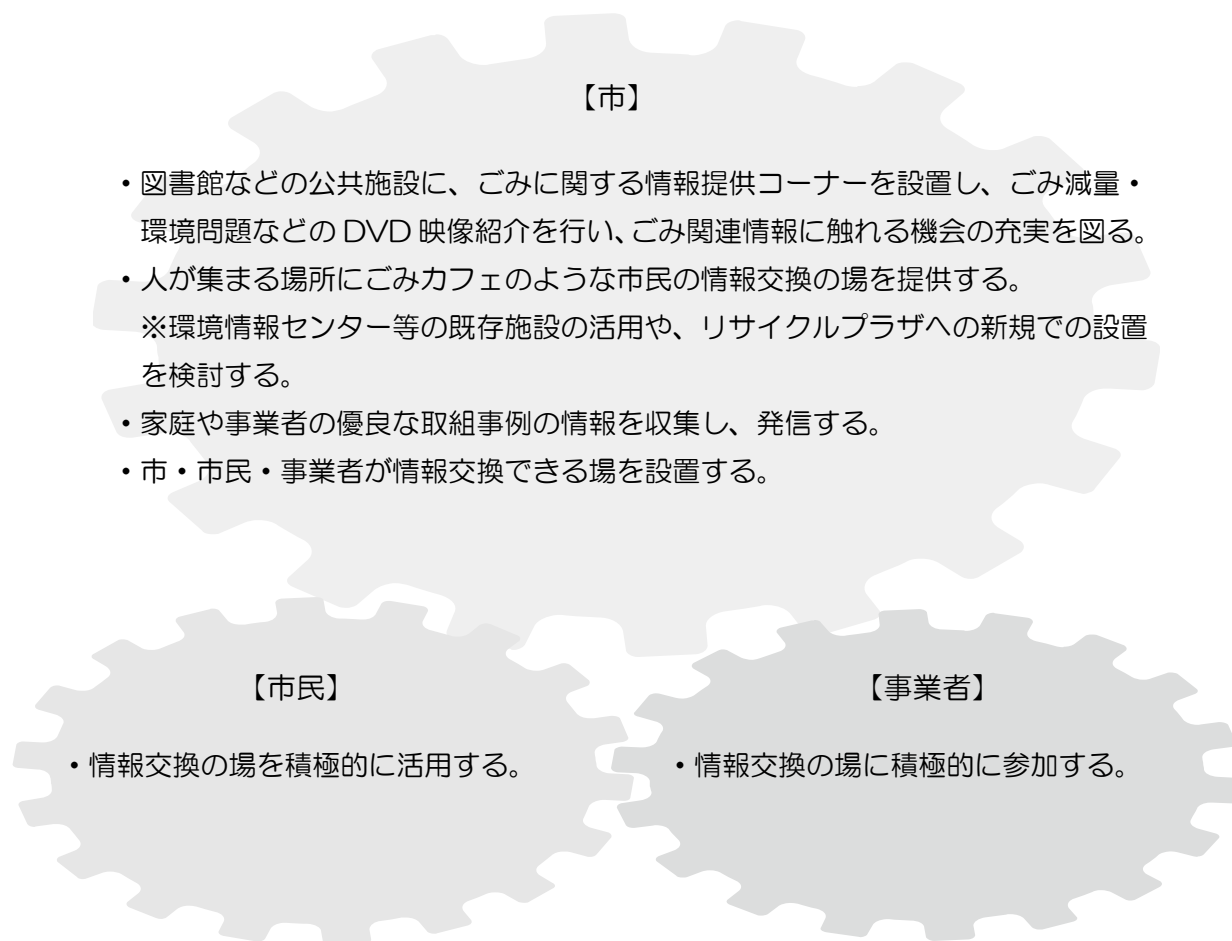 【市】
・図書館などの公共施設に、ごみに関する情報提供コーナーを設置し、ごみ減量・
環境問題などの DVD 映像紹介を行い、ごみ関連情報に触れる機会の充実を図る。
・人が集まる場所にごみカフェのような市民の情報交換の場を提供する。
※環境情報センター等の既存施設の活用や、リサイクルプラザへの新規での設置
を検討する。
・家庭や事業者の優良な取組事例の情報を収集し、発信する。
・市・市民・事業者が情報交換できる場を設置する。
【市民】
・情報交換の場を積極的に活用する。
【事業者】
・情報交換の場に積極的に参加する。